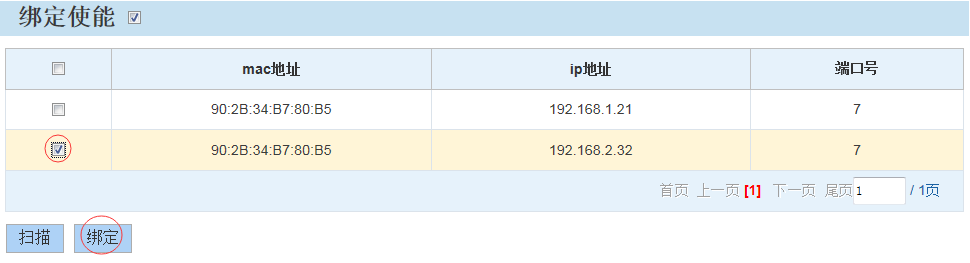 绑定使能
mac地址 ip地址 端口号
90:2B:34:B7:80:B5 192.168.1.21 7
90:2B:34:B7:80:B5 192.168.2.32 7
首页 上一页 [1] 下一页 尾页 1 / 1页
扫描 绑定